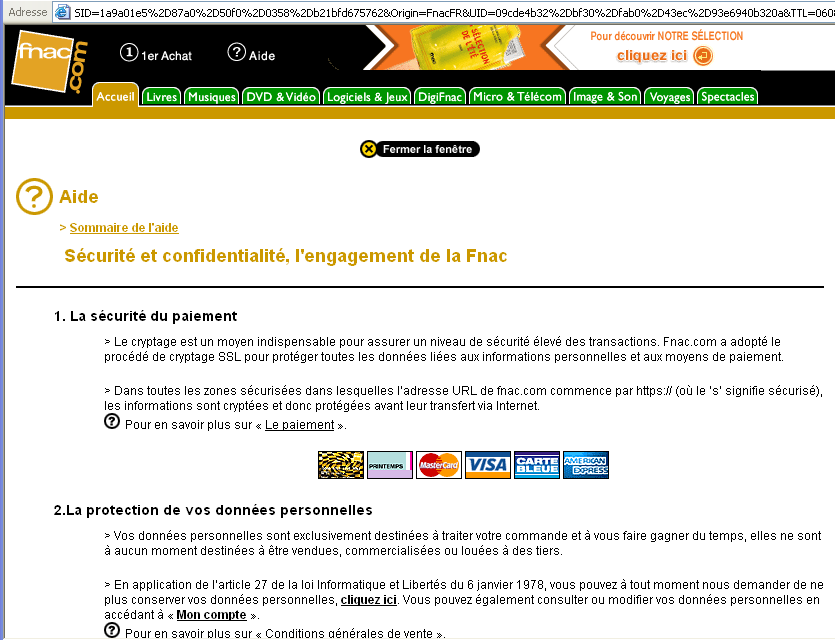 Adresse SID=1a9a01e5%2D87a0%2D50f0%2D0358%2Db21bfd675762&Origin=FnacFR&UID=09cde4b32%2Dbf30%2Dfab0%2D43ec%2D93e6940b320a&TTL=060
fnac.com
1 1er Achat
? Aide
SÉLECTION DE L'ÉTÉ
Pour découvrir NOTRE SÉLECTION
cliquez ici
Accueil Livres Musiques DVD & Vidéo Logiciels & Jeux DigiFnac Micro & Télécom Image & Son Voyages Spectacles
Fermer la fenêtre
? Aide
> Sommaire de l'aide
Sécurité et confidentialité, l'engagement de la Fnac
1. La sécurité du paiement
> Le cryptage est un moyen indispensable pour assurer un niveau de sécurité élevé des transactions. Fnac.com a adopté le
procédé de cryptage SSL pour protéger toutes les données liées aux informations personnelles et aux moyens de paiement.
> Dans toutes les zones sécurisées dans lesquelles l'adresse URL de fnac.com commence par https:// (où le 's' signifie sécurisé),
les informations sont cryptées et donc protégées avant leur transfert via Internet.
? Pour en savoir plus sur « Le paiement ».
PRINTEMPS MasterCard VISA CARTE BLEUE AMERICAN EXPRESS
2.La protection de vos données personnelles
> Vos données personnelles sont exclusivement destinées à traiter votre commande et à vous faire gagner du temps, elles ne sont
à aucun moment destinées à être vendues, commercialisées ou louées à des tiers.
> En application de l'article 27 de la loi Informatique et Libertés du 6 janvier 1978, vous pouvez à tout moment nous demander de ne
plus conserver vos données personnelles, cliquez ici. Vous pouvez également consulter ou modifier vos données personnelles en
accédant à « Mon compte ».
? Pour en savoir plus sur « Conditions générales de vente ».